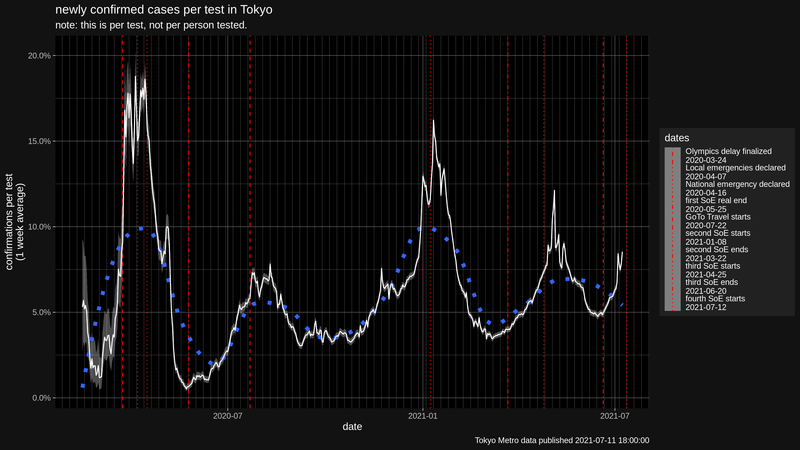 newly confirmed cases per test in Tokyo
note: this is per test, not per person tested.
20.0%
15.0%
10.0%
5.0%
0.0%
confirmations per test
(1 week average)
2020-07
2021-01
2021-07
date
dates
Olympics delay finalized
2020-03-24
Local emergencies declared
2020-04-07
National emergency declared
2020-04-16
first SoE real end
2020-05-25
GoTo Travel starts
2020-07-22
second SoE starts
2021-01-08
second SoE ends
2021-03-22
third SoE starts
2021-04-25
third SoE ends
2021-06-20
fourth SoE starts
2021-07-12
Tokyo Metro data published 2021-07-11 18:00:00